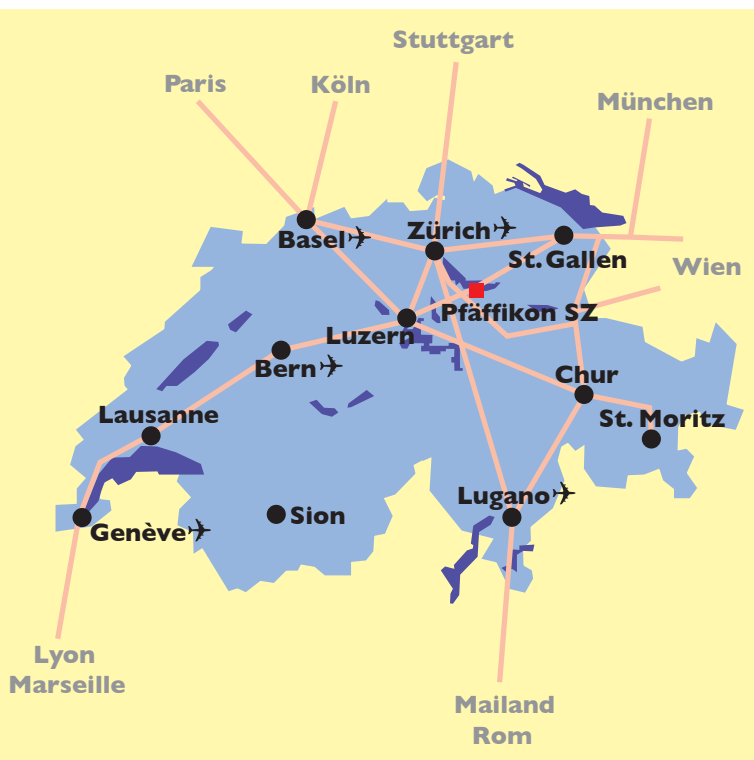 Stuttgart
Paris
Köln
München
Zürich
Basel
St. Gallen
Wien
Pfäffikon SZ
Luzern
Bern
Chur
Lausanne
St. Moritz
Lugano
Sion
Genève
Lyon
Marseille
Mailand
Rom